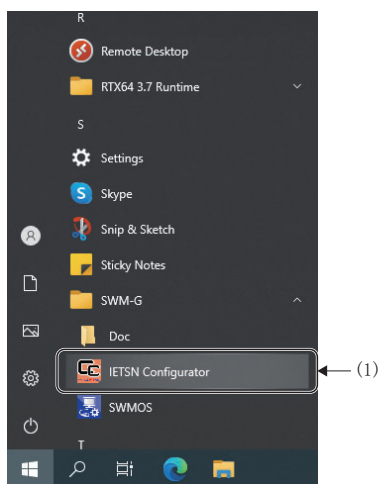 R
Remote Desktop
RTX64 3.7 Runtime
S
Settings
Skype
Snip & Sketch
Sticky Notes
SWM-G
Doc
IETSN Configurator
(1)
SWMOS
T